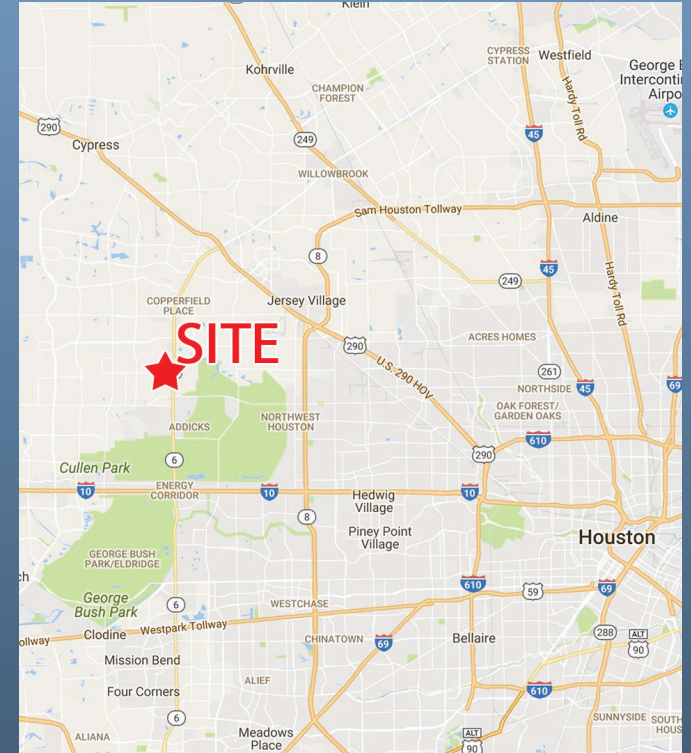 Klein
CYPRESS
STATION
Westfield
George
Interconti
Airpo
Kohrville
CHAMPION
FOREST
Hardy Toll Rd
290
45
Cypress
249
WILLOWBROOK
Sam Houston Tollway
Aldine
8
45
Hardy Toll Rd
249
COPPERFIELD
PLACE
Jersey Village
SITE
290
ACRES HOMES
U.S. 290 HOV
261
NORTHSIDE
45
69
OAK FOREST/
GARDEN OAKS
NORTHWEST
HOUSTON
ADDICKS
610
290
6
Cullen Park
10
ENERGY
CORRIDOR
10
Hedwig
Village
10
8
Piney Point
Village
Houston
GEORGE BUSH
PARK/ELDRIDGE
ch
610
59
69
George
Bush Park
6
WESTCHASE
ollway
Clodine
Westpark Tollway
CHINATOWN
69
Bellaire
288
ALT
90
Mission Bend
ALIEF
Four Corners
610
6
SUNNYSIDE
SOUTH
HOUS
ALIANA
Meadows
Place
ALT
90